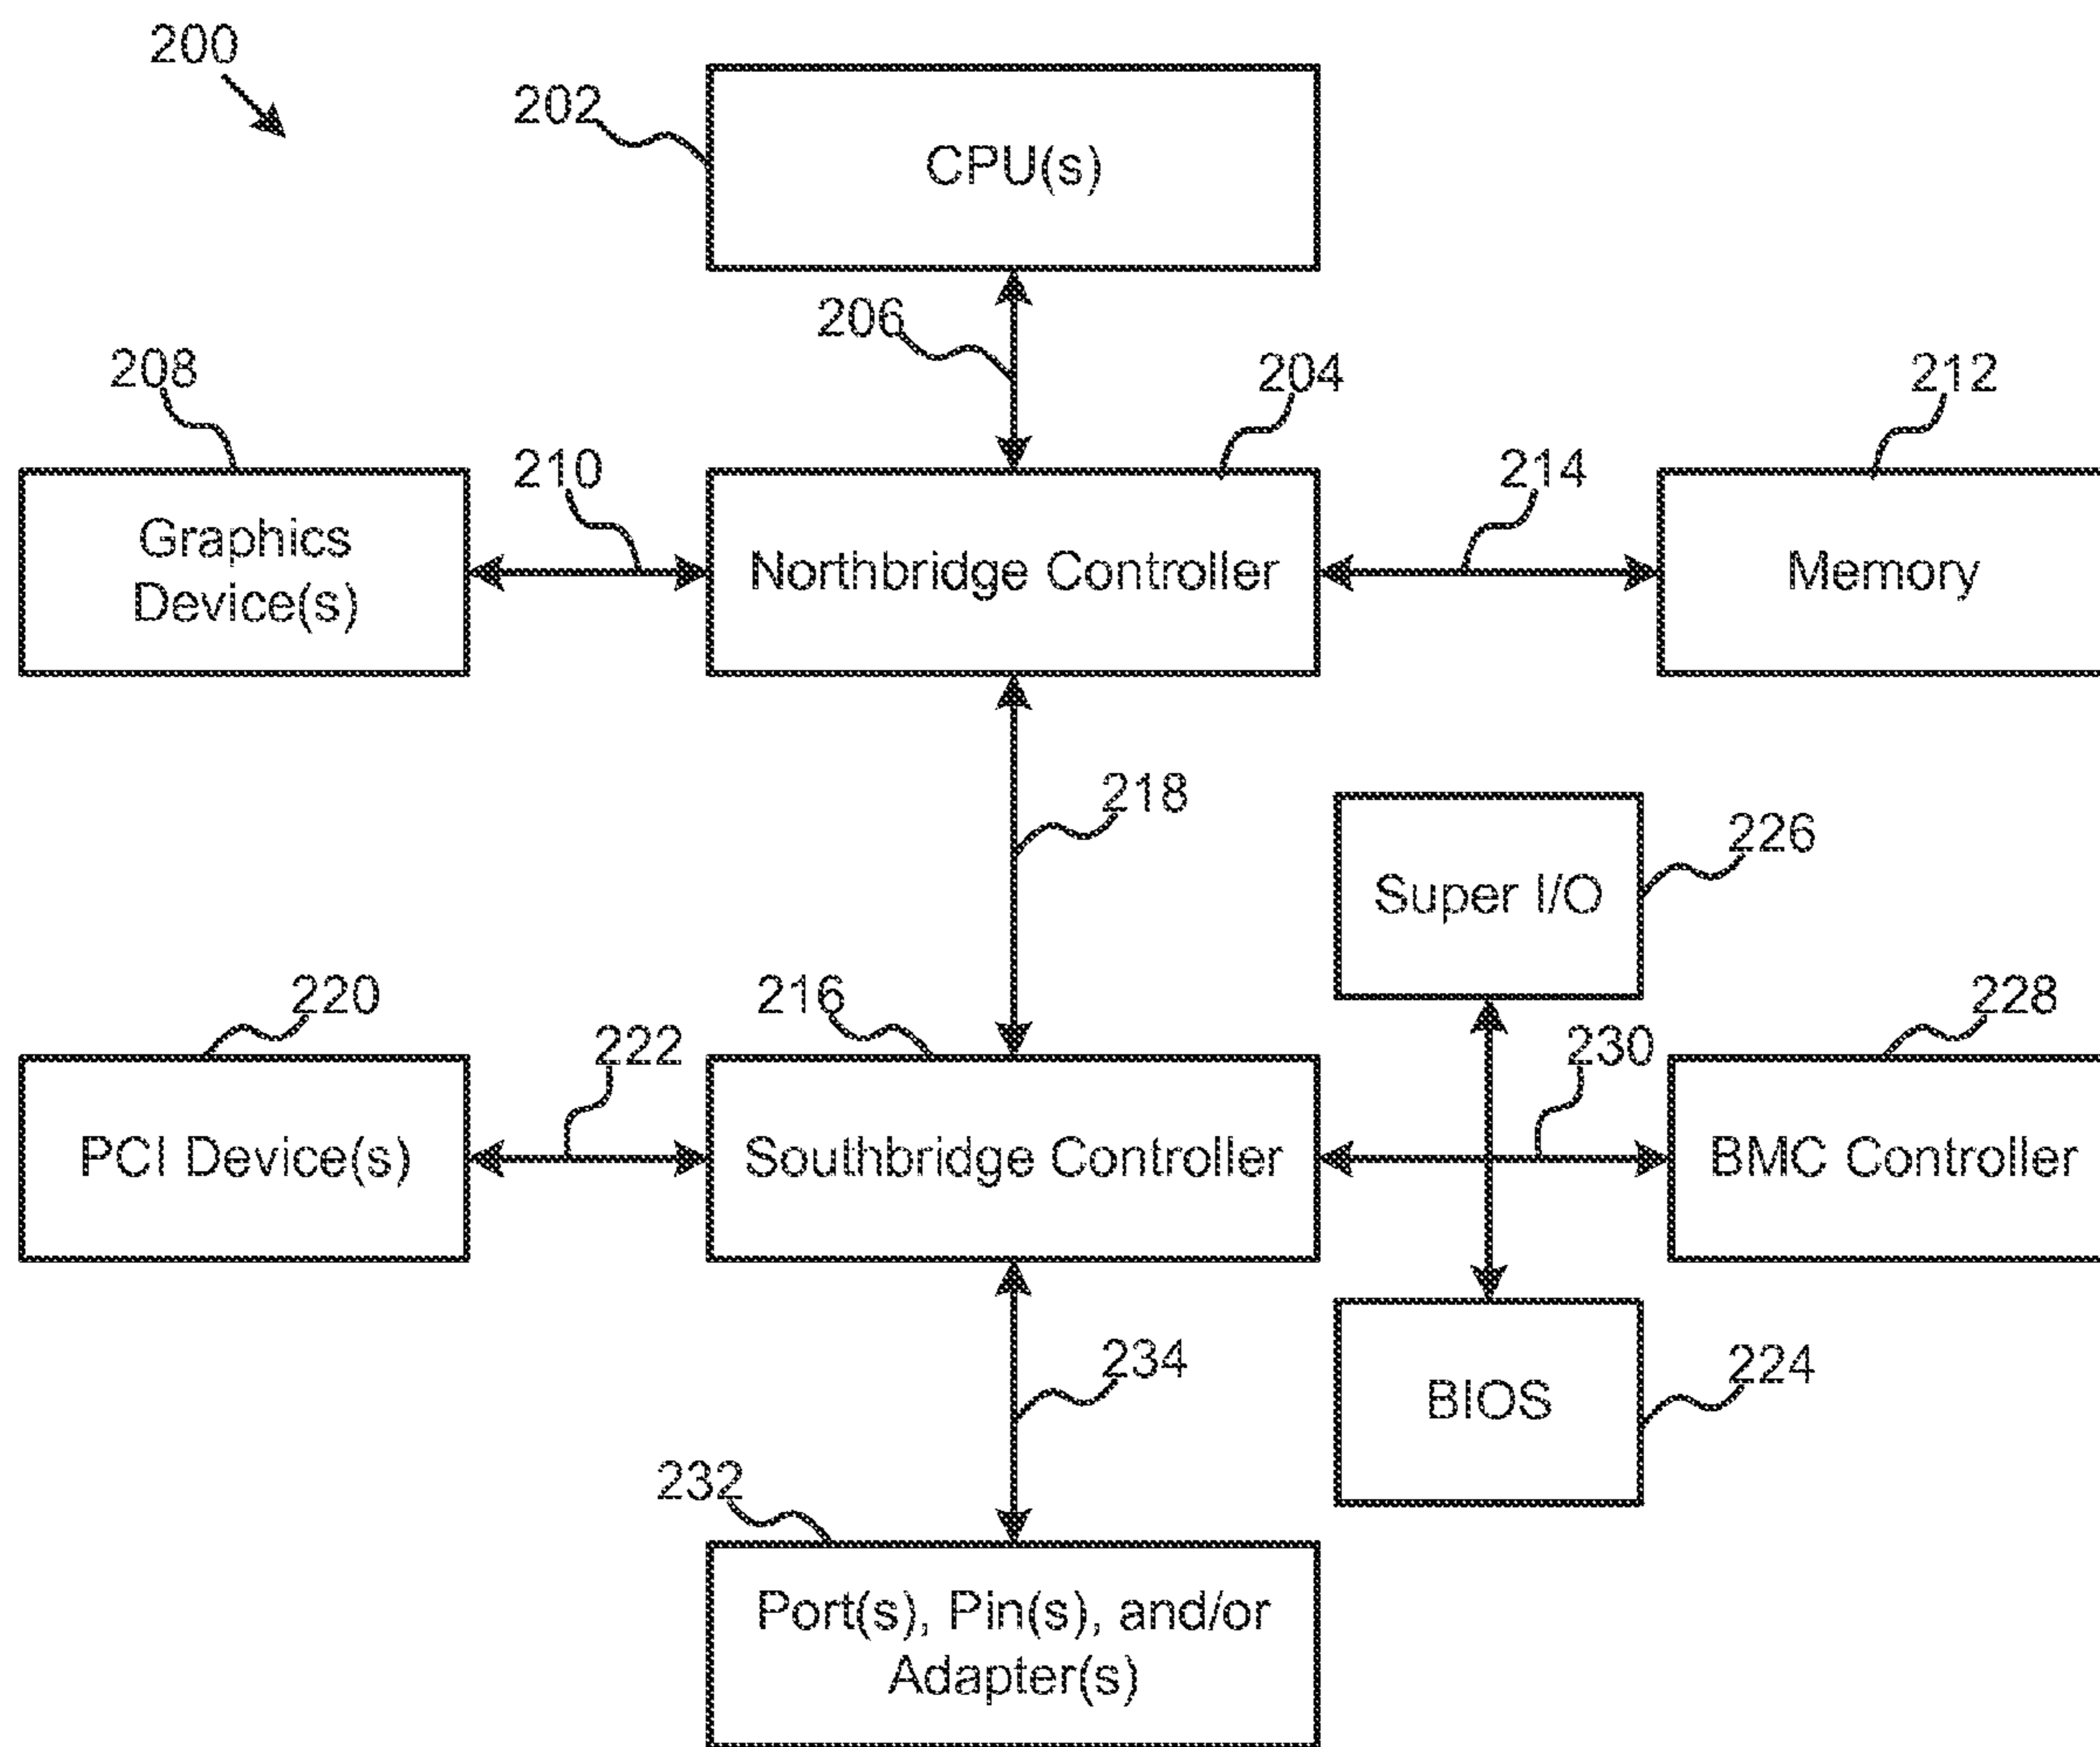 200
202
CPU(s)
206
208
204
212
210
214
Graphics
Device(s)
Northbridge Controller
Memory
218
226
Super I/O
220
216
228
222
230
PCI Device(s)
Southbridge Controller
BMC Controller
234
224
BIOS
232
Port(s), Pin(s), and/or
Adapter(s)